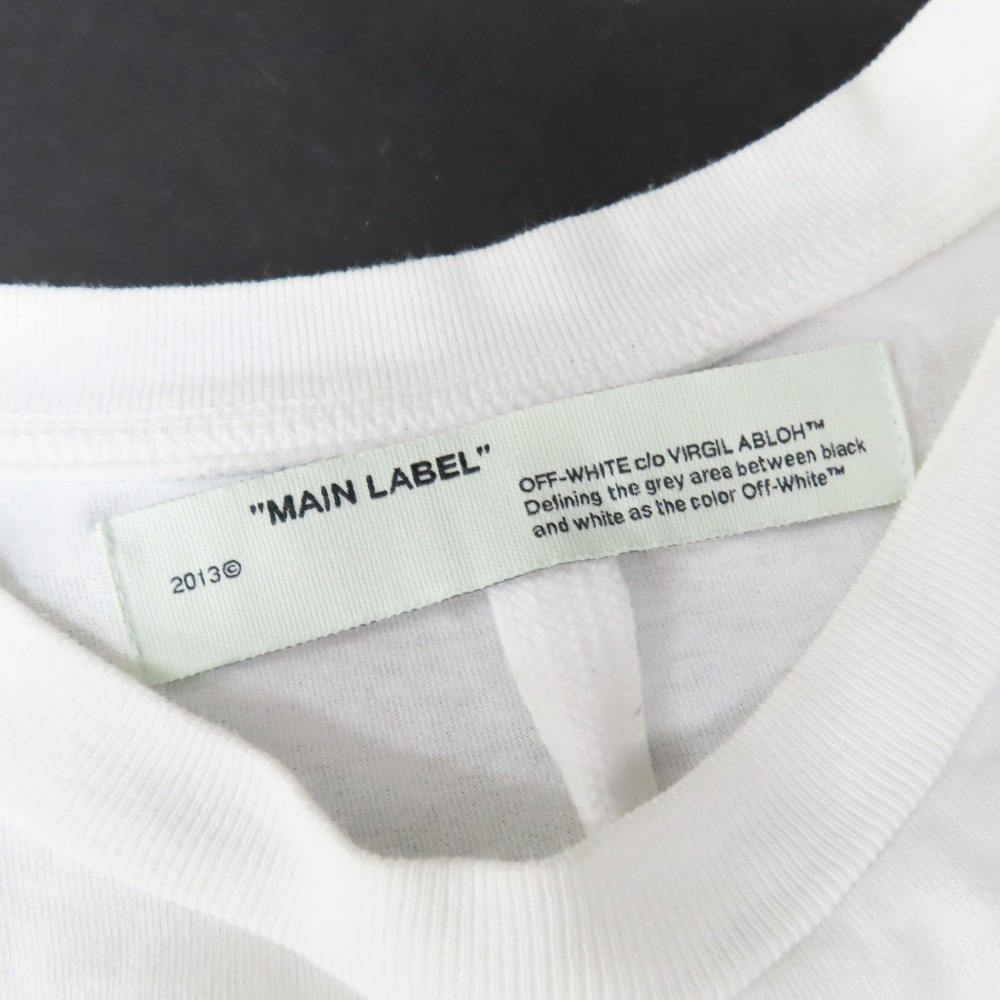 "MAIN LABEL"
2013©
OFF-WHITE c/o VIRGIL ABLOH™
Defining the grey area between black
and white as the color Off-White™